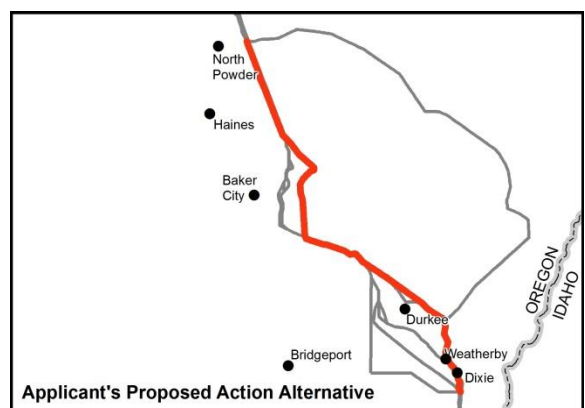 North
Powder
Haines
Baker
City
OREGON
IDAHO
Durkee
Weatherby
Bridgeport
Dixie
Applicant's Proposed Action Alternative